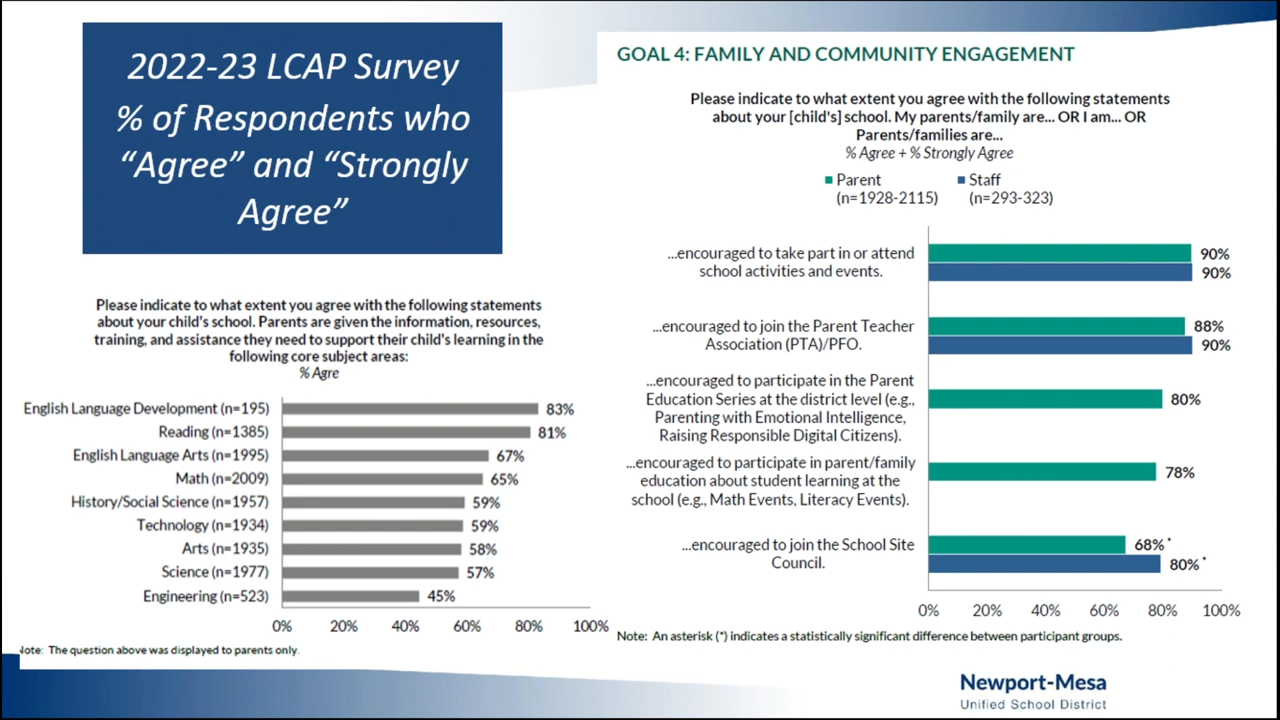 2022-23 LCAP Survey
% of Respondents who
“Agree” and “Strongly
Agree”
Please indicate to what extent you agree with the following statements
about your child's school. Parents are given the information, resources,
training, and assistance they need to support their child's learning in the
following core subject areas:
% Agre
English Language Development (n=195) 83%
Reading (n=1385) 81%
English Language Arts (n=1995) 67%
Math (n=2009) 65%
History/Social Science (n=1957) 59%
Technology (n=1934) 59%
Arts (n=1935) 58%
Science (n=1977) 57%
Engineering (n=523) 45%
0% 20% 40% 60% 80% 100%
ote: The question above was displayed to parents only.
GOAL 4: FAMILY AND COMMUNITY ENGAGEMENT
Please indicate to what extent you agree with the following statements
about your [child's] school. My parents/family are... OR I am... OR
Parents/families are...
% Agree + % Strongly Agree
Parent Staff
(n=1928-2115) (n=293-323)
...encouraged to take part in or attend 90%
school activities and events. 90%
...encouraged to join the Parent Teacher 88%
Association (PTA)/PFO. 90%
...encouraged to participate in the Parent
Education Series at the district level (e.g., 80%
Parenting with Emotional Intelligence,
Raising Responsible Digital Citizens).
...encouraged to participate in parent/family
education about student learning at the 78%
school (e.g., Math Events, Literacy Events).
...encouraged to join the School Site 68% *
Council. 80% *
0% 20% 40% 60% 80% 100%
Note: An asterisk (*) indicates a statistically significant difference between participant groups.
Newport-Mesa
Unified School District